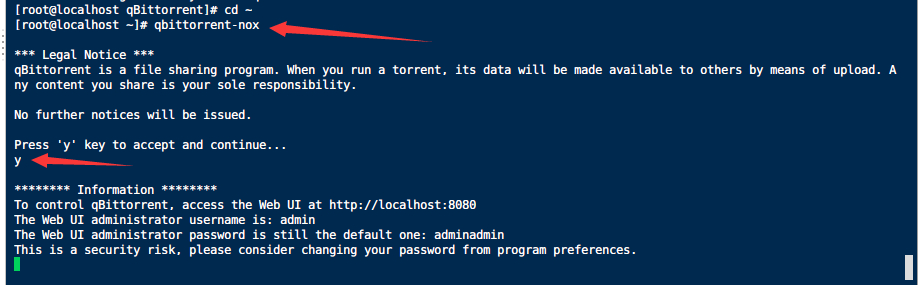 [root@localhost qBittorrent]# cd ~
[root@localhost ~]# qbittorrent-nox
*** Legal Notice ***
qBittorrent is a file sharing program. When you run a torrent, its data will be made available to others by means of upload. A
ny content you share is your sole responsibility.
No further notices will be issued.
Press 'y' key to accept and continue...
y
******** Information ********
To control qBittorrent, access the Web UI at http://localhost:8080
The Web UI administrator username is: admin
The Web UI administrator password is still the default one: adminadmin
This is a security risk, please consider changing your password from program preferences.